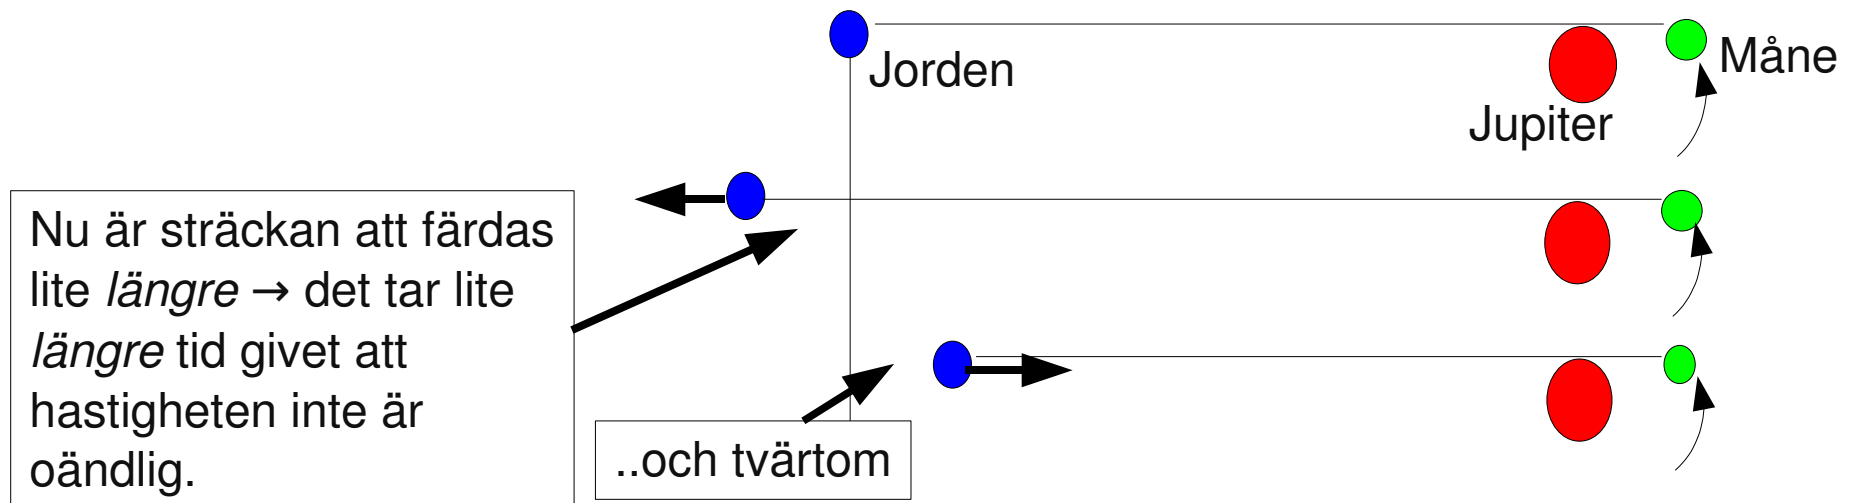 Jorden
Måne
Jupiter
Nu är sträckan att färdas
lite längre → det tar lite
längre tid givet att
hastigheten inte är
oändlig.
..och tvärtom